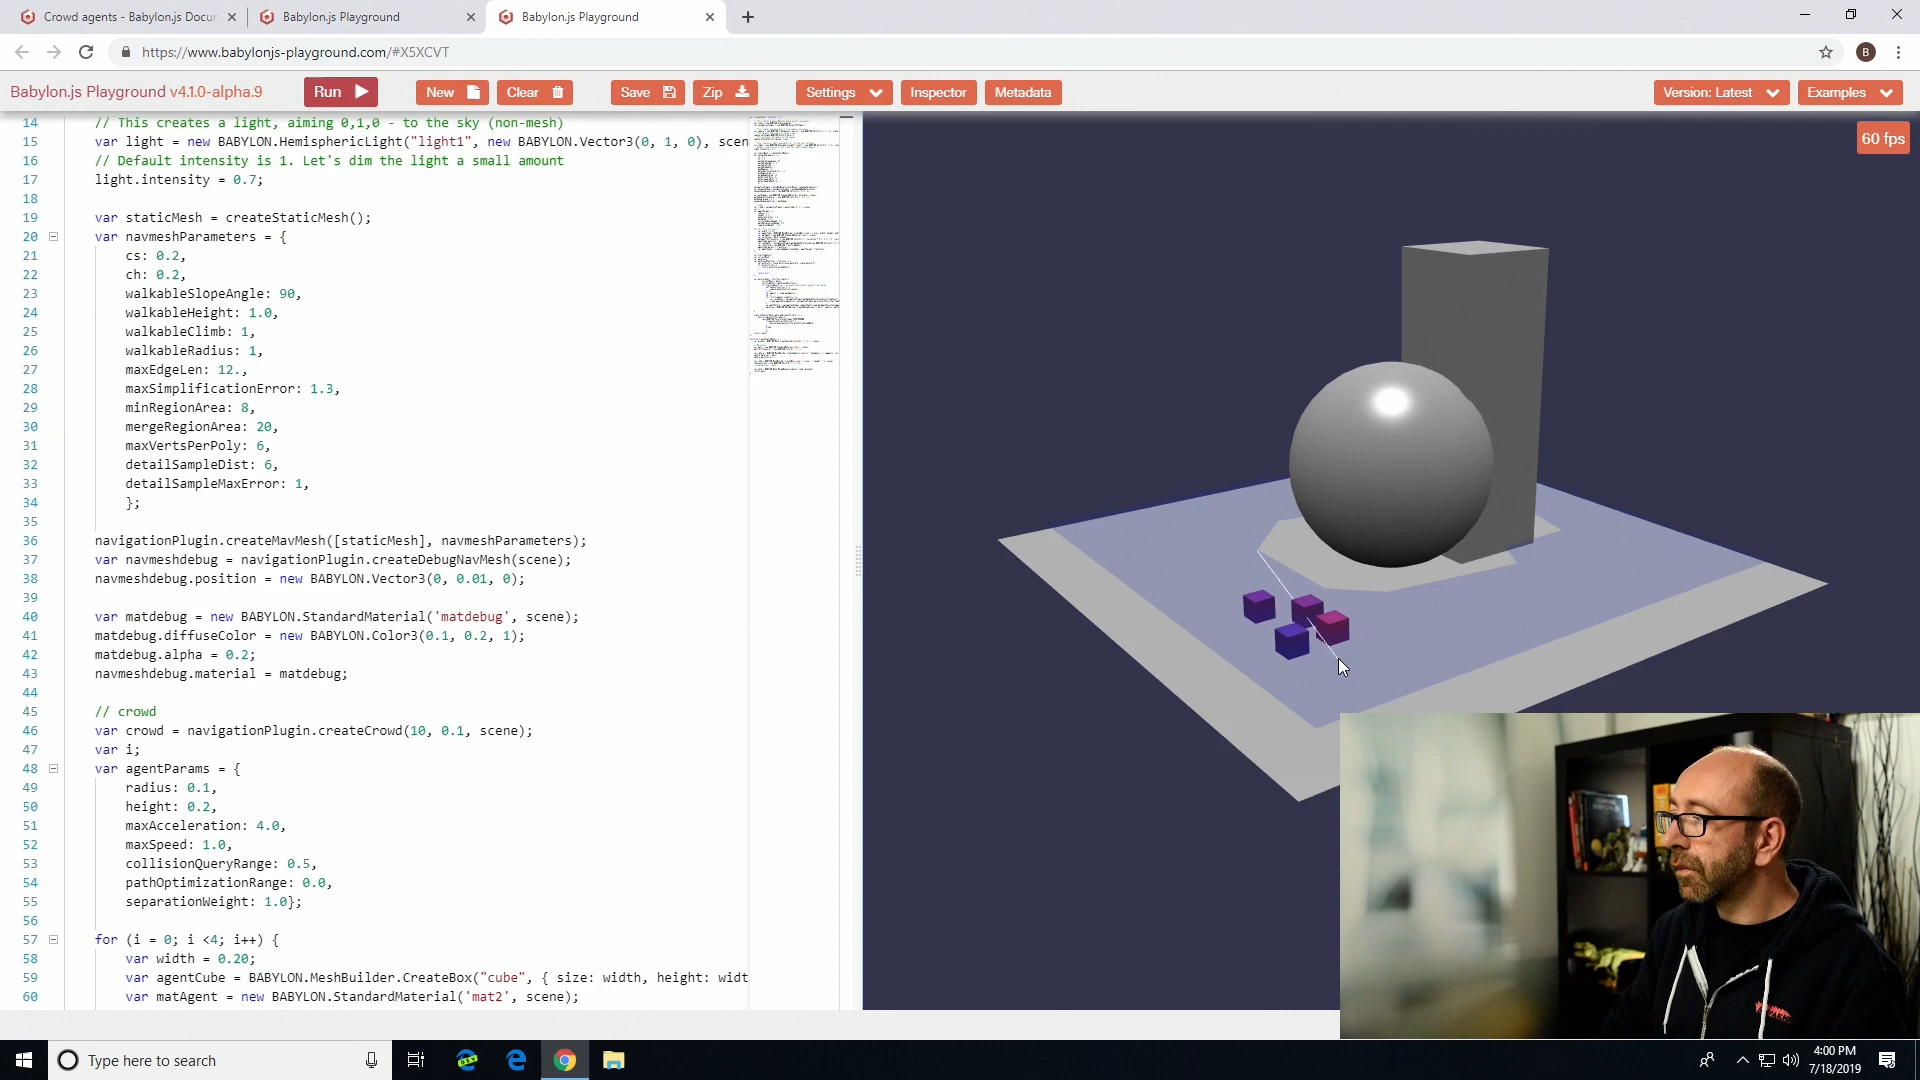 Crowd agents - Babylon.js Docum
Babylon.js Playground
Babylon.js Playground
https://www.babylonjs-playground.com/#X5XCVT
B
Babylon.js Playground v4.1.0-alpha.9
Run
New
Clear
Save
Zip
Settings
Inspector
Metadata
Version: Latest
Examples
60 fps
14 // This creates a light, aiming 0,1,0 - to the sky (non-mesh)
15 var light = new BABYLON.HemisphericLight("light1", new BABYLON.Vector3(0, 1, 0), scen
16 // Default intensity is 1. Let's dim the light a small amount
17 light.intensity = 0.7;
18
19 var staticMesh = createStaticMesh();
20 var navmeshParameters = {
21 cs: 0.2,
22 ch: 0.2,
23 walkableSlopeAngle: 90,
24 walkableHeight: 1.0,
25 walkableClimb: 1,
26 walkableRadius: 1,
27 maxEdgeLen: 12.,
28 maxSimplificationError: 1.3,
29 minRegionArea: 8,
30 mergeRegionArea: 20,
31 maxVertsPerPoly: 6,
32 detailSampleDist: 6,
33 detailSampleMaxError: 1,
34 };
35
36 navigationPlugin.createMavMesh([staticMesh], navmeshParameters);
37 var navmeshdebug = navigationPlugin.createDebugNavMesh(scene);
38 navmeshdebug.position = new BABYLON.Vector3(0, 0.01, 0);
39
40 var matdebug = new BABYLON.StandardMaterial('matdebug', scene);
41 matdebug.diffuseColor = new BABYLON.Color3(0.1, 0.2, 1);
42 matdebug.alpha = 0.2;
43 navmeshdebug.material = matdebug;
44
45 // crowd
46 var crowd = navigationPlugin.createCrowd(10, 0.1, scene);
47 var i;
48 var agentParams = {
49 radius: 0.1,
50 height: 0.2,
51 maxAcceleration: 4.0,
52 maxSpeed: 1.0,
53 collisionQueryRange: 0.5,
54 pathOptimizationRange: 0.0,
55 separationWeight: 1.0};
56
57 for (i = 0; i <4; i++) {
58 var width = 0.20;
59 var agentCube = BABYLON.MeshBuilder.CreateBox("cube", { size: width, height: widt
60 var matAgent = new BABYLON.StandardMaterial('mat2', scene);
Type here to search
DEV
4:00 PM
7/18/2019